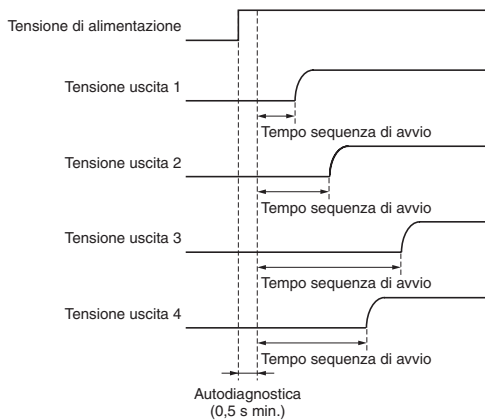 Tensione di alimentazione
Tensione uscita 1
Tempo sequenza di avvio
Tensione uscita 2
Tempo sequenza di avvio
Tensione uscita 3
Tempo sequenza di avvio
Tensione uscita 4
Tempo sequenza di avvio
Autodiagnostica
(0,5 s min.)